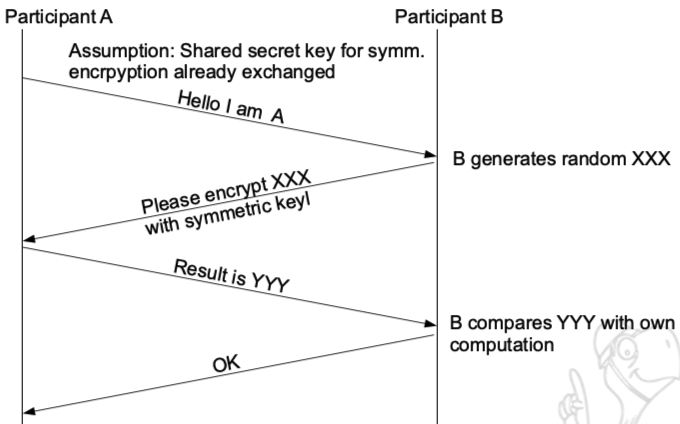 Participant A
Participant B
Assumption: Shared secret key for symm.
encrpyption already exchanged
Hello I am A
B generates random XXX
Please encrypt XXX
with symmetric keyl
Result is YYY
B compares YYY with own
computation
OK